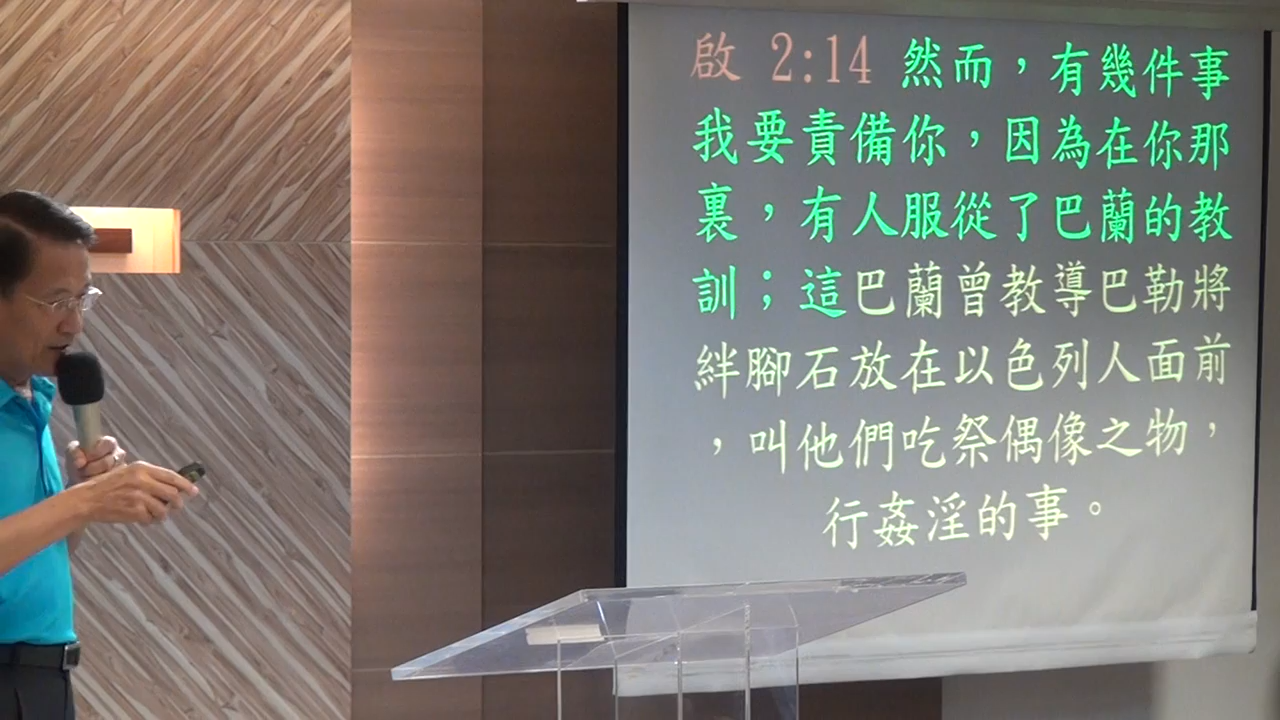 啟 2:14 然而，有幾件事
我要責備你，因為在你那
裏，有人服從了巴蘭的教
訓；這巴蘭曾教導巴勒將
絆腳石放在以色列人面前
，叫他們吃祭偶像之物，
行姦淫的事。